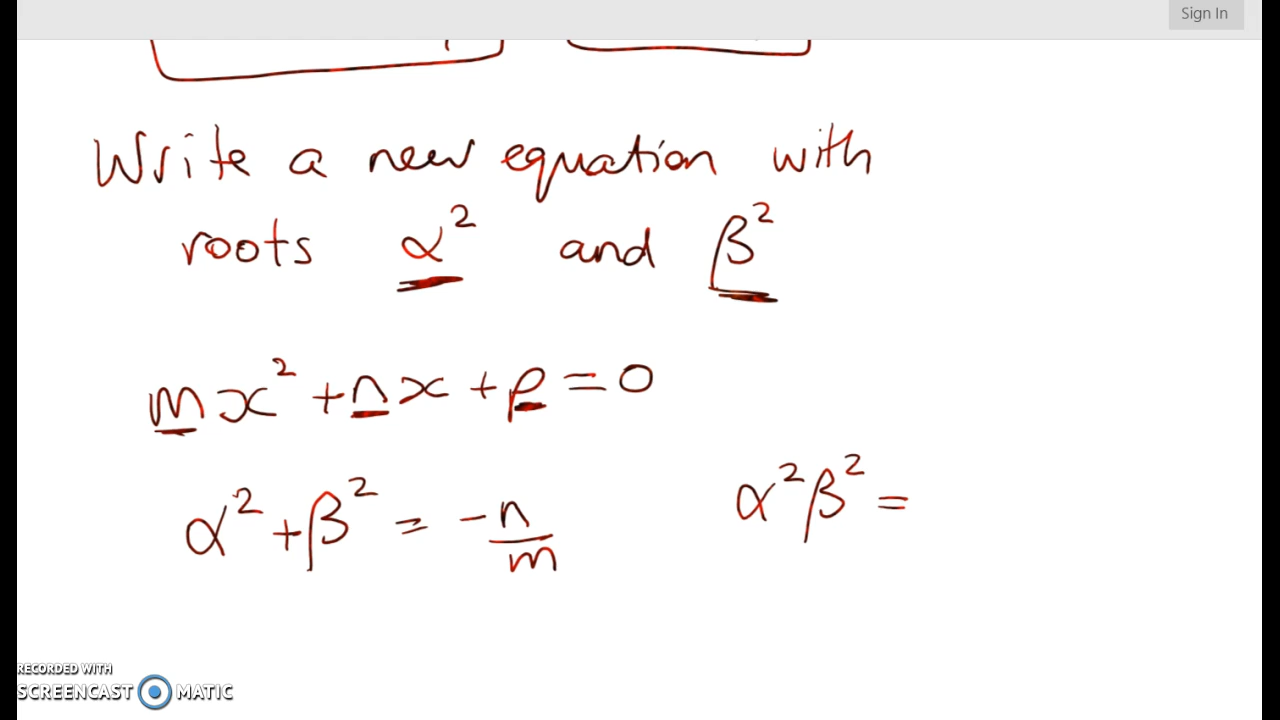 Sign In
Write a new equation with
roots α² and β²
mx² + nx + p = 0
α² + β² = -n/m
α²β² =
RECORDED WITH
SCREENCAST MATIC